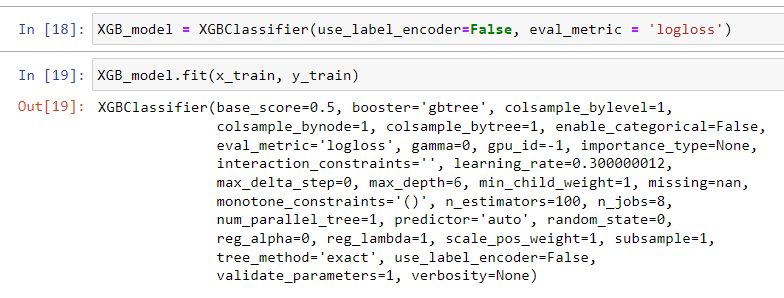 In [18]: XGB_model = XGBClassifier(use_label_encoder=False, eval_metric = 'logloss')
In [19]: XGB_model.fit(x_train, y_train)
Out[19]: XGBClassifier(base_score=0.5, booster='gbtree', colsample_bylevel=1,
colsample_bynode=1, colsample_bytree=1, enable_categorical=False,
eval_metric='logloss', gamma=0, gpu_id=-1, importance_type=None,
interaction_constraints='', learning_rate=0.300000012,
max_delta_step=0, max_depth=6, min_child_weight=1, missing=nan,
monotone_constraints='()', n_estimators=100, n_jobs=8,
num_parallel_tree=1, predictor='auto', random_state=0,
reg_alpha=0, reg_lambda=1, scale_pos_weight=1, subsample=1,
tree_method='exact', use_label_encoder=False,
validate_parameters=1, verbosity=None)